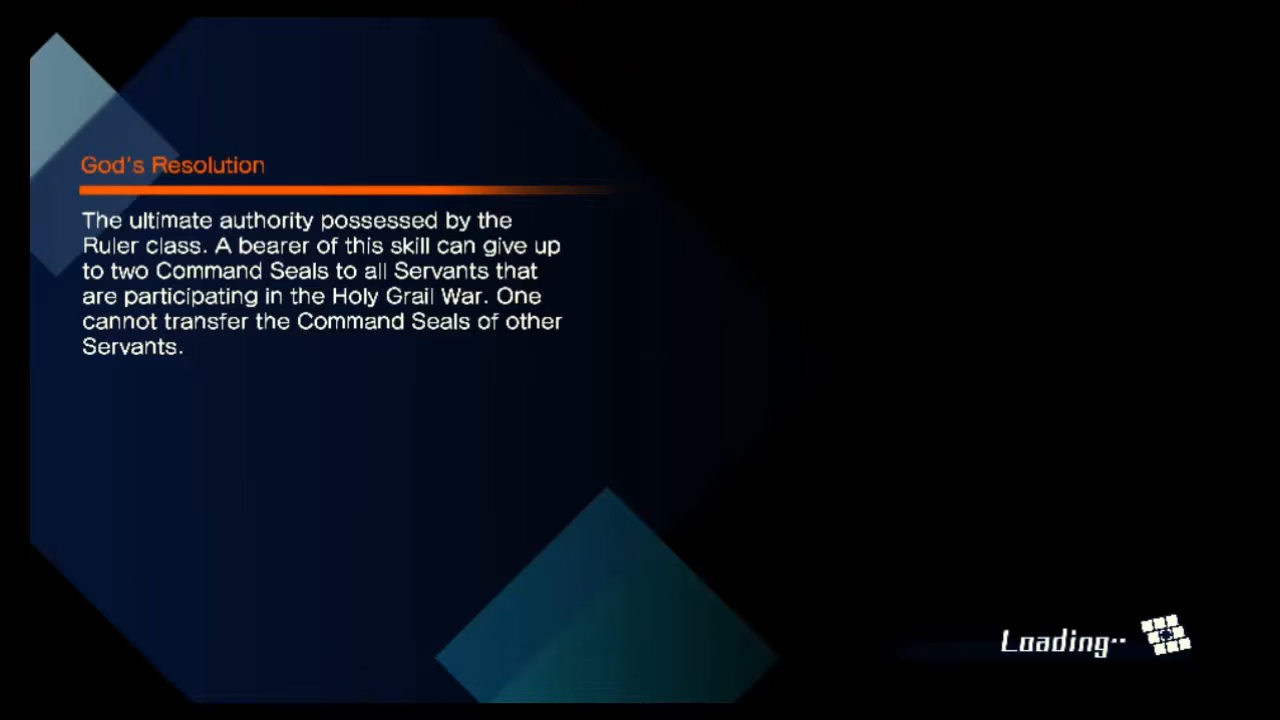 God's Resolution
The ultimate authority possessed by the
Ruler class. A bearer of this skill can give up
to two Command Seals to all Servants that
are participating in the Holy Grail War. One
cannot transfer the Command Seals of other
Servants.
Loading··